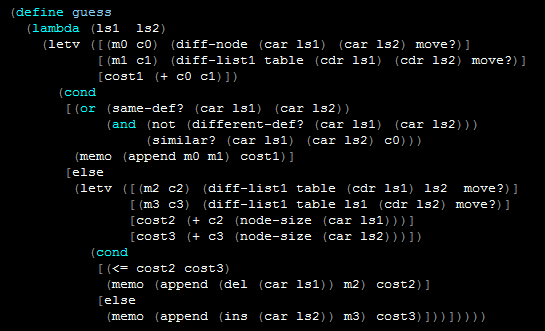 (define guess
(lambda (ls1  ls2)
(letv ([(m0 c0) (diff-node (car ls1) (car ls2) move?)]
[(m1 c1) (diff-list1 table (cdr ls1) (cdr ls2) move?)]
[cost1 (+ c0 c1)])
(cond
[(or (same-def? (car ls1) (car ls2))
(and (not (different-def? (car ls1) (car ls2)))
(similar? (car ls1) (car ls2) c0)))
(memo (append m0 m1) cost1)]
[else
(letv ([(m2 c2) (diff-list1 table (cdr ls1) ls2  move?)]
[(m3 c3) (diff-list1 table ls1 (cdr ls2) move?)]
[cost2 (+ c2 (node-size (car ls1)))]
[cost3 (+ c3 (node-size (car ls2)))])
(cond
[(<= cost2 cost3)
(memo (append (del (car ls1)) m2) cost2)]
[else
(memo (append (ins (car ls2)) m3) cost3)]))])))))